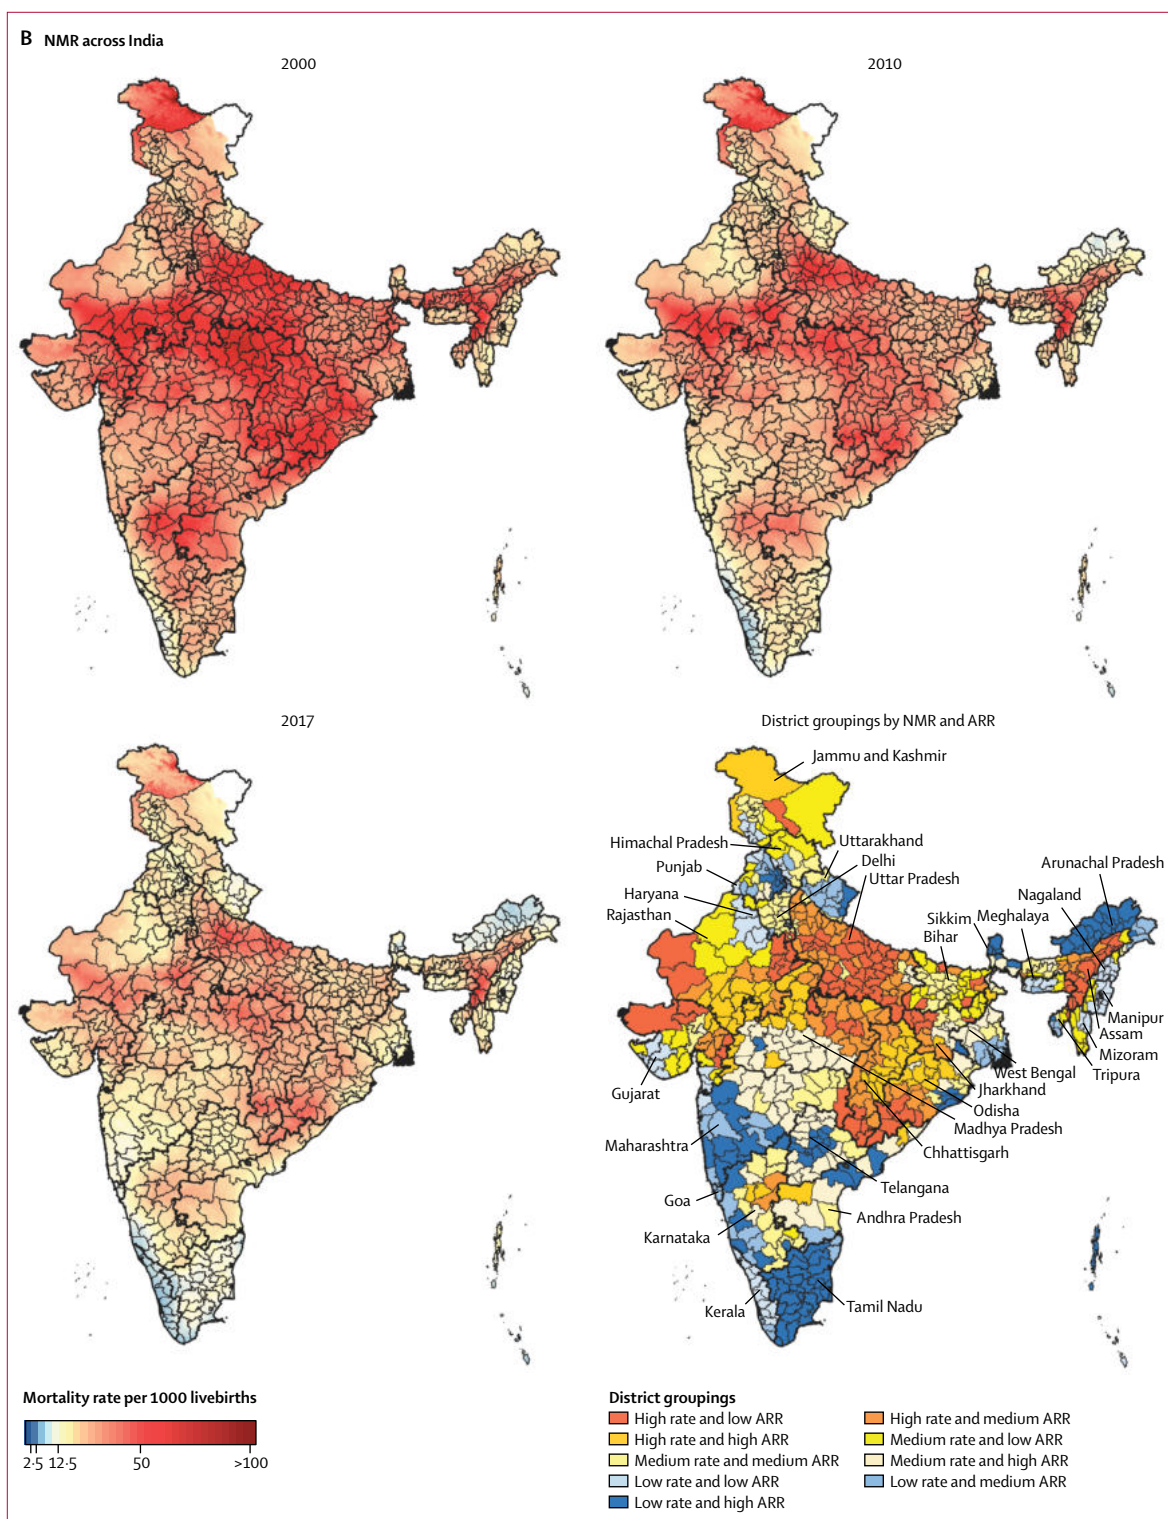 B NMR across India
2000
2010
2017
District groupings by NMR and ARR
Jammu and Kashmir
Himachal Pradesh
Uttarakhand
Punjab
Delhi
Haryana
Uttar Pradesh
Rajasthan
Arunachal Pradesh
Nagaland
Sikkim
Meghalaya
Bihar
Manipur
Assam
Mizoram
Tripura
West Bengal
Jharkhand
Odisha
Madhya Pradesh
Chhattisgarh
Gujarat
Maharashtra
Telangana
Goa
Andhra Pradesh
Karnataka
Kerala
Tamil Nadu
Mortality rate per 1000 livebirths
2·5 12·5 50 >100
District groupings
High rate and low ARR
High rate and medium ARR
High rate and high ARR
Medium rate and low ARR
Medium rate and medium ARR
Medium rate and high ARR
Low rate and low ARR
Low rate and medium ARR
Low rate and high ARR